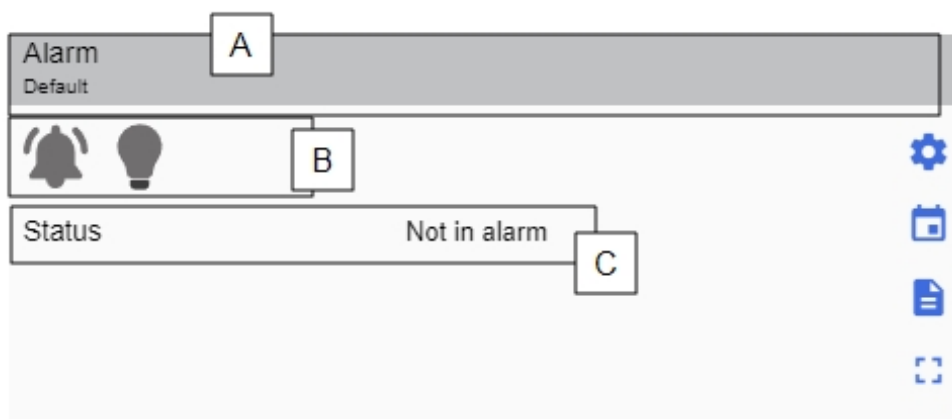 A
Alarm
Default
B
Status Not in alarm
C